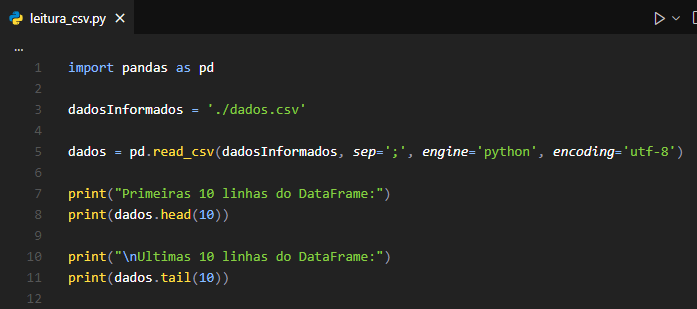 leitura_csv.py
...
1 import pandas as pd
2
3 dadosInformados = './dados.csv'
4
5 dados = pd.read_csv(dadosInformados, sep=';', engine='python', encoding='utf-8')
6
7 print("Primeiras 10 linhas do DataFrame:")
8 print(dados.head(10))
9
10 print("\nUltimas 10 linhas do DataFrame:")
11 print(dados.tail(10))
12